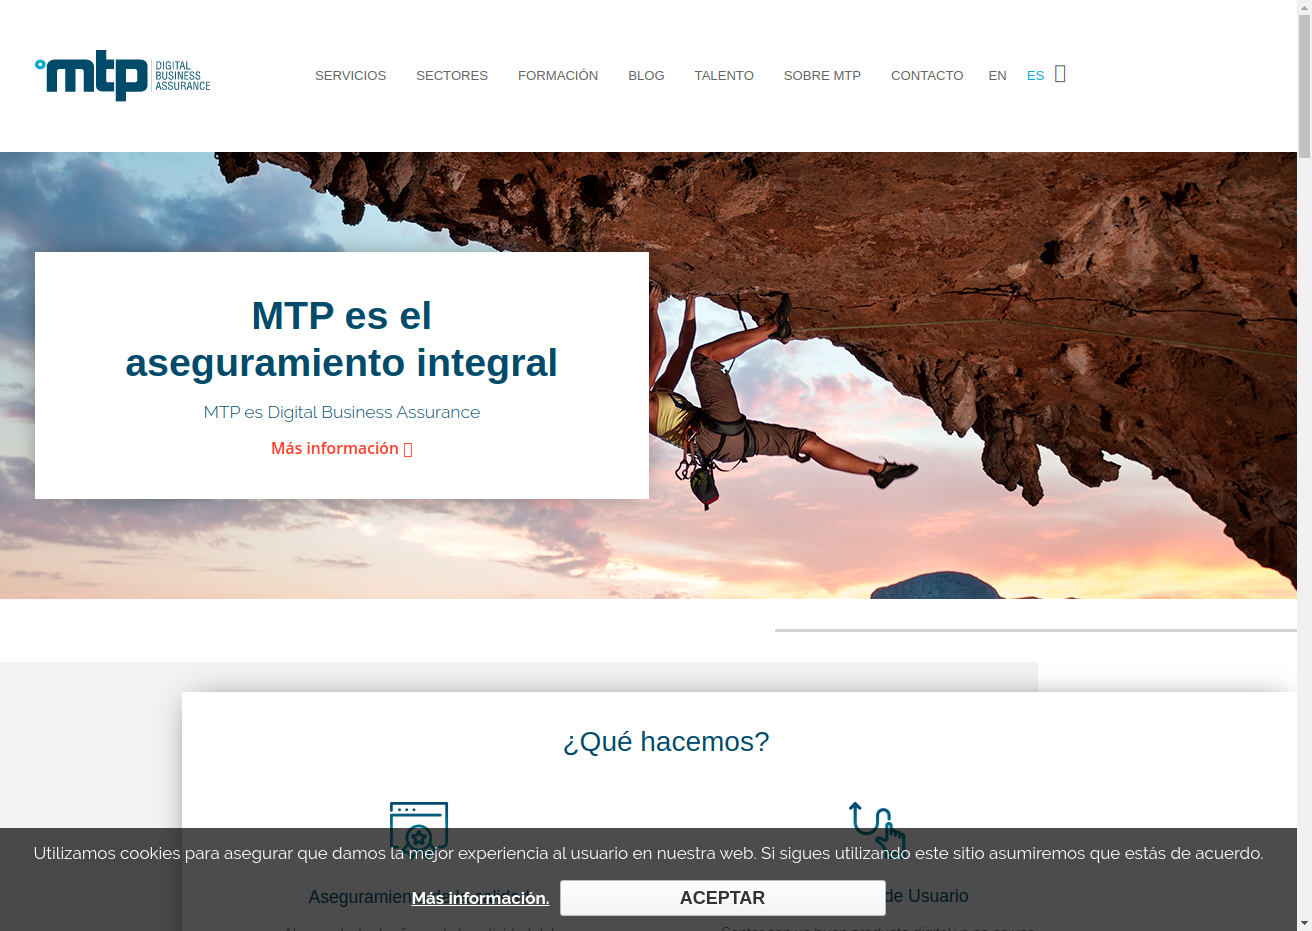 mtp DIGITAL BUSINESS ASSURANCE
SERVICIOS SECTORES FORMACIÓN BLOG TALENTO SOBRE MTP CONTACTO EN ES
MTP es el
aseguramiento integral
MTP es Digital Business Assurance
Más información
¿Qué hacemos?
Utilizamos cookies para asegurar que damos la mejor experiencia al usuario en nuestra web. Si sigues utilizando este sitio asumiremos que estás de acuerdo.
Más información.
ACEPTAR
de Usuario